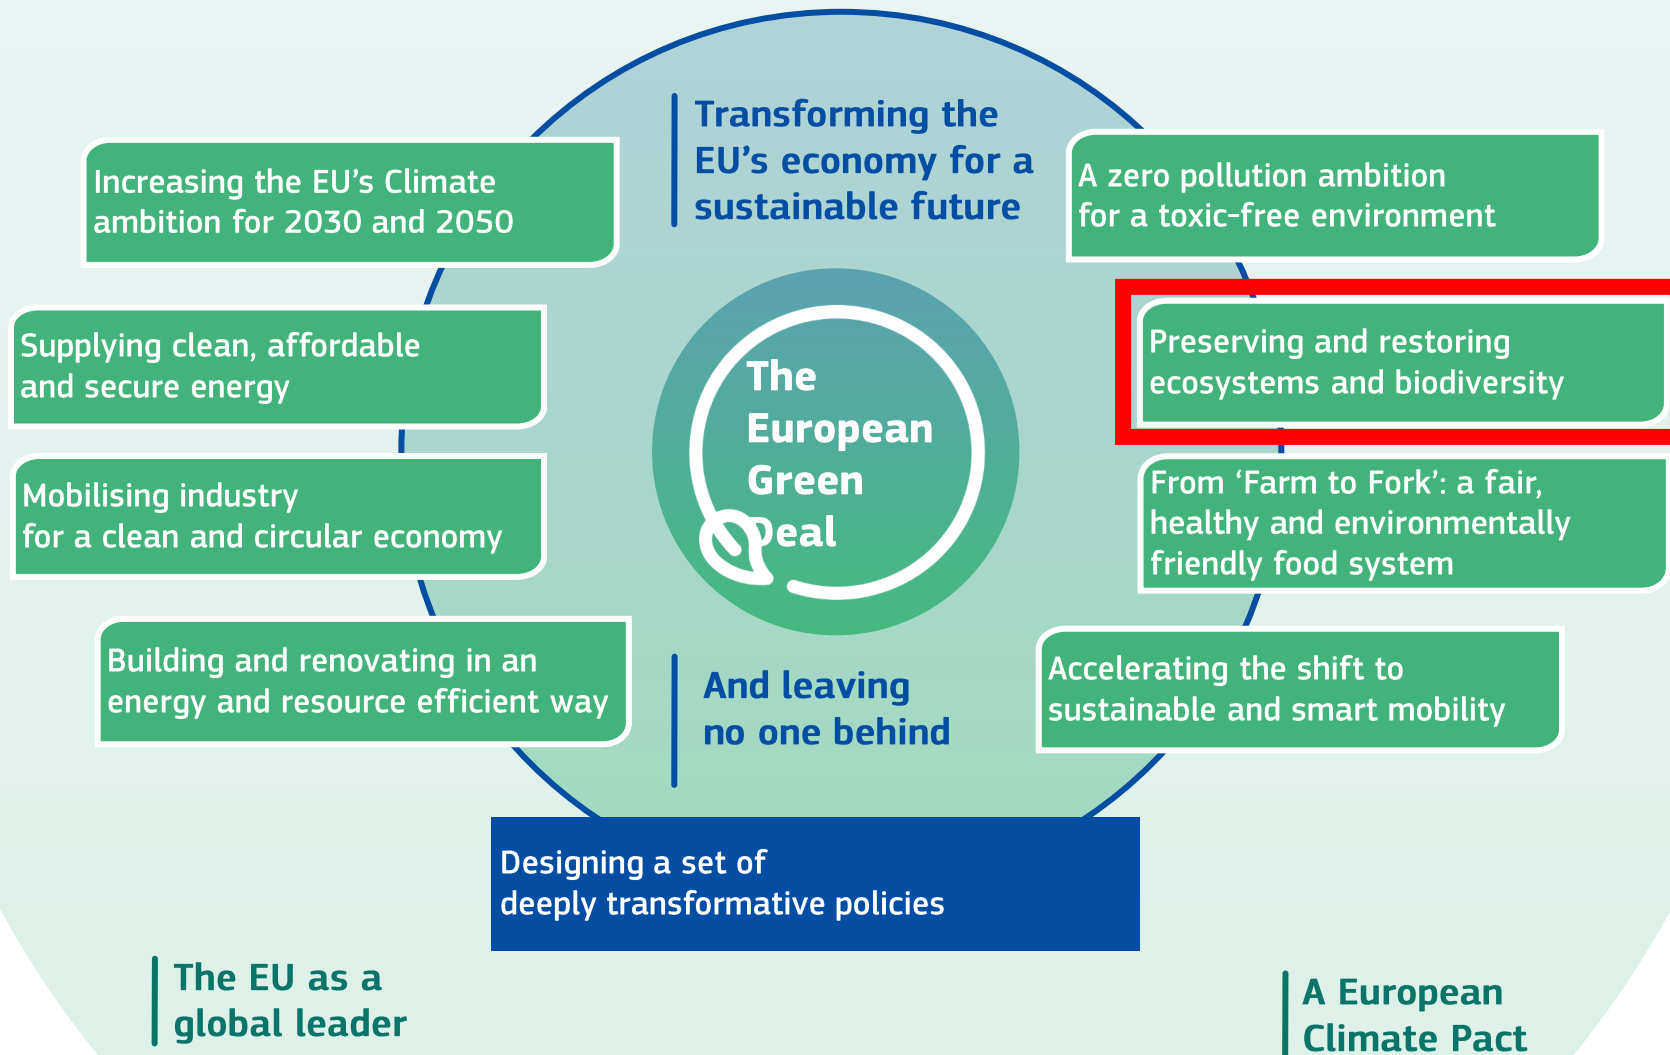 Transforming the
EU's economy for a
sustainable future
Increasing the EU's Climate
ambition for 2030 and 2050
Supplying clean, affordable
and secure energy
Mobilising industry
for a clean and circular economy
Building and renovating in an
energy and resource efficient way
The
European
Green
Deal
A zero pollution ambition
for a toxic-free environment
Preserving and restoring
ecosystems and biodiversity
From ‘Farm to Fork’: a fair,
healthy and environmentally
friendly food system
Accelerating the shift to
sustainable and smart mobility
And leaving
no one behind
Designing a set of
deeply transformative policies
The EU as a
global leader
A European
Climate Pact